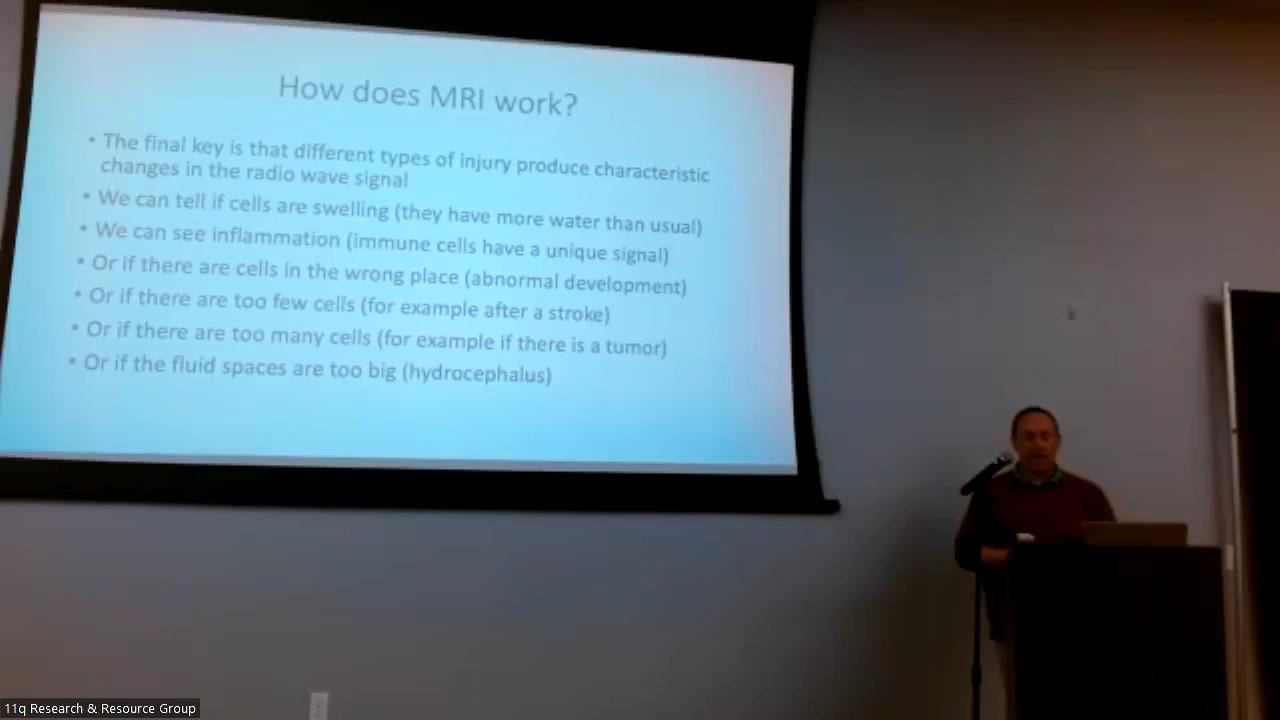 How does MRI work?
• The final key is that different types of injury produce characteristic
changes in the radio wave signal
• We can tell if cells are swelling (they have more water than usual)
• We can see inflammation (immune cells have a unique signal)
• Or if there are cells in the wrong place (abnormal development)
• Or if there are too few cells (for example after a stroke)
• Or if there are too many cells (for example if there is a tumor)
• Or if the fluid spaces are too big (hydrocephalus)
11q Research & Resource Group